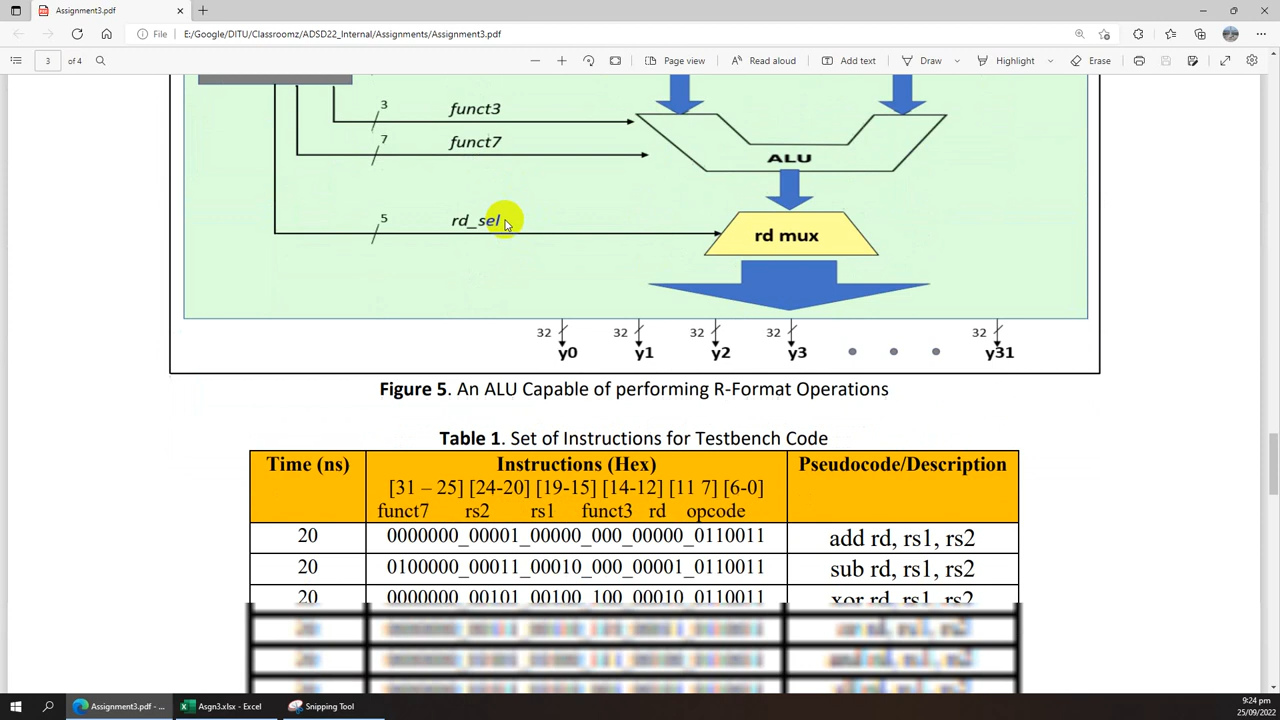 Assignment3.pdf
File
E:/Google/DITU/Classroomz/ADSD22_Internal/Assignments/Assignment3.pdf
3 of 4
Page view
Read aloud
Add text
Draw
Highlight
Erase
3
funct3
7
funct7
ALU
5
rd_sel
rd mux
32 32 32 32 32
y0 y1 y2 y3 y31
Figure 5. An ALU Capable of performing R-Format Operations
Table 1. Set of Instructions for Testbench Code
Time (ns) Instructions (Hex) Pseudocode/Description
[31 – 25] [24-20] [19-15] [14-12] [11 7] [6-0]
funct7 rs2 rs1 funct3 rd opcode
20 0000000_00001_00000_000_00000_0110011 add rd, rs1, rs2
20 0100000_00011_00010_000_00001_0110011 sub rd, rs1, rs2
20 0000000_00101_00100_100_00010_0110011 xor rd, rs1, rs2
Assignment3.pdf - ...
Asgn3.xlsx - Excel
Snipping Tool
9:24 pm
25/09/2022